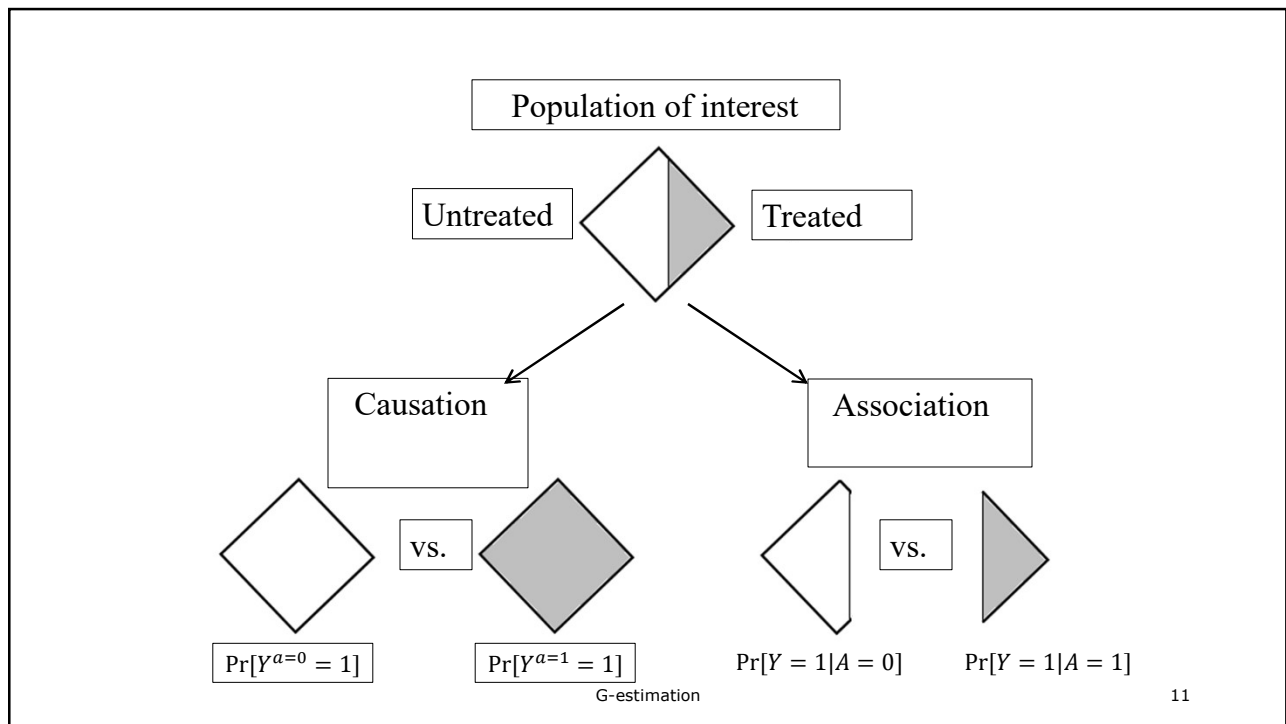 Population of interest
Untreated
Treated
Causation
Association
vs.
vs.
Pr[Y^{a=0} = 1]
Pr[Y^{a=1} = 1]
Pr[Y = 1|A = 0]
Pr[Y = 1|A = 1]
G-estimation
11